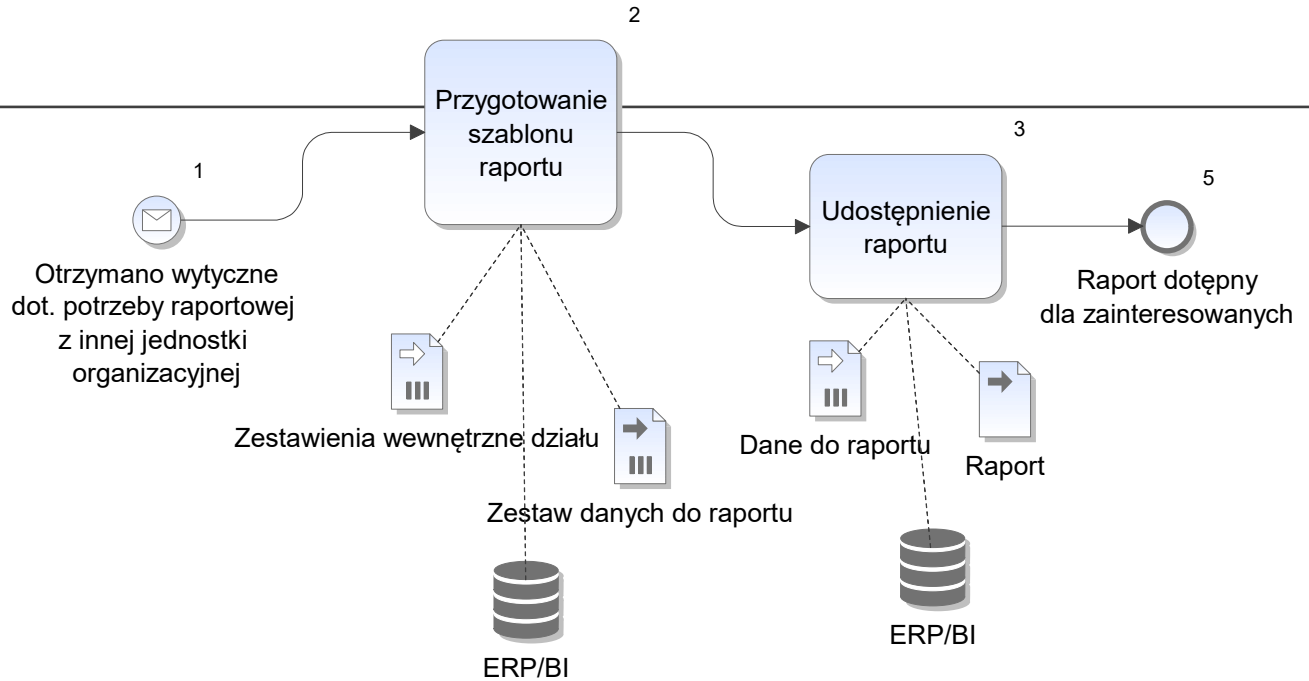 2
Przygotowanie
szablonu
raportu
1
Otrzymano wytyczne
dot. potrzeby raportowej
z innej jednostki
organizacyjnej
3
Udostępnienie
raportu
5
Raport dotępny
dla zainteresowanych
Zestawienia wewnętrzne działu
Zestaw danych do raportu
ERP/BI
Dane do raportu
Raport
ERP/BI